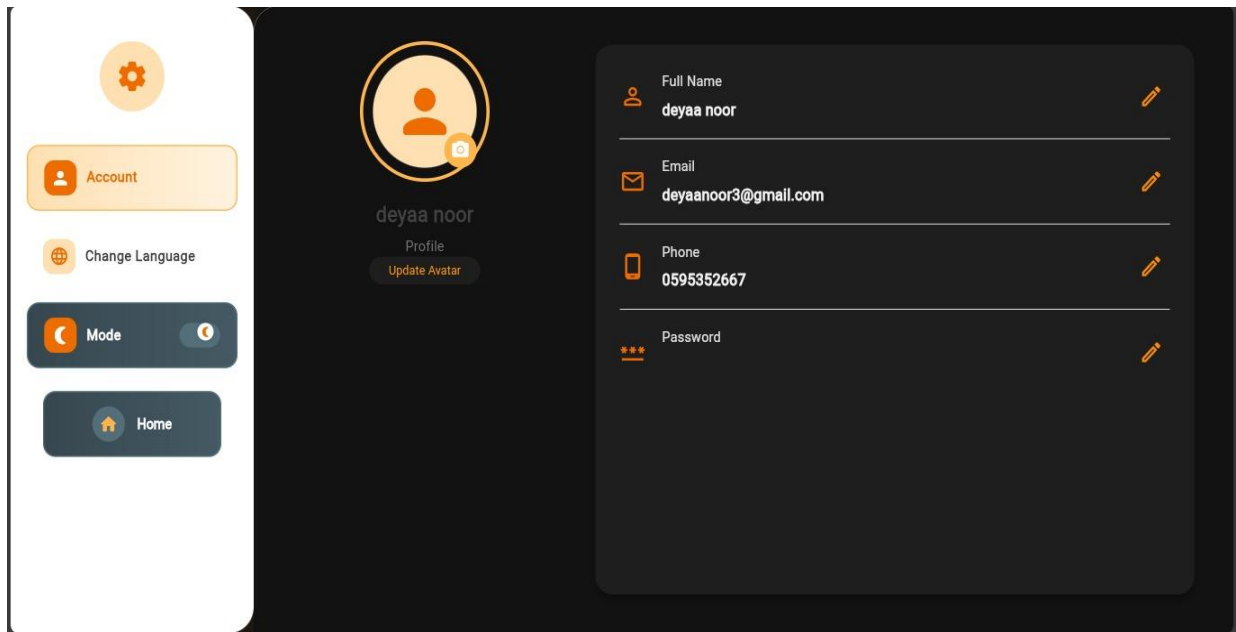 Account
Change Language
Mode
Home
deyaa noor
Profile
Update Avatar
Full Name
deyaa noor
Email
deyaanoor3@gmail.com
Phone
0595352667
***
Password